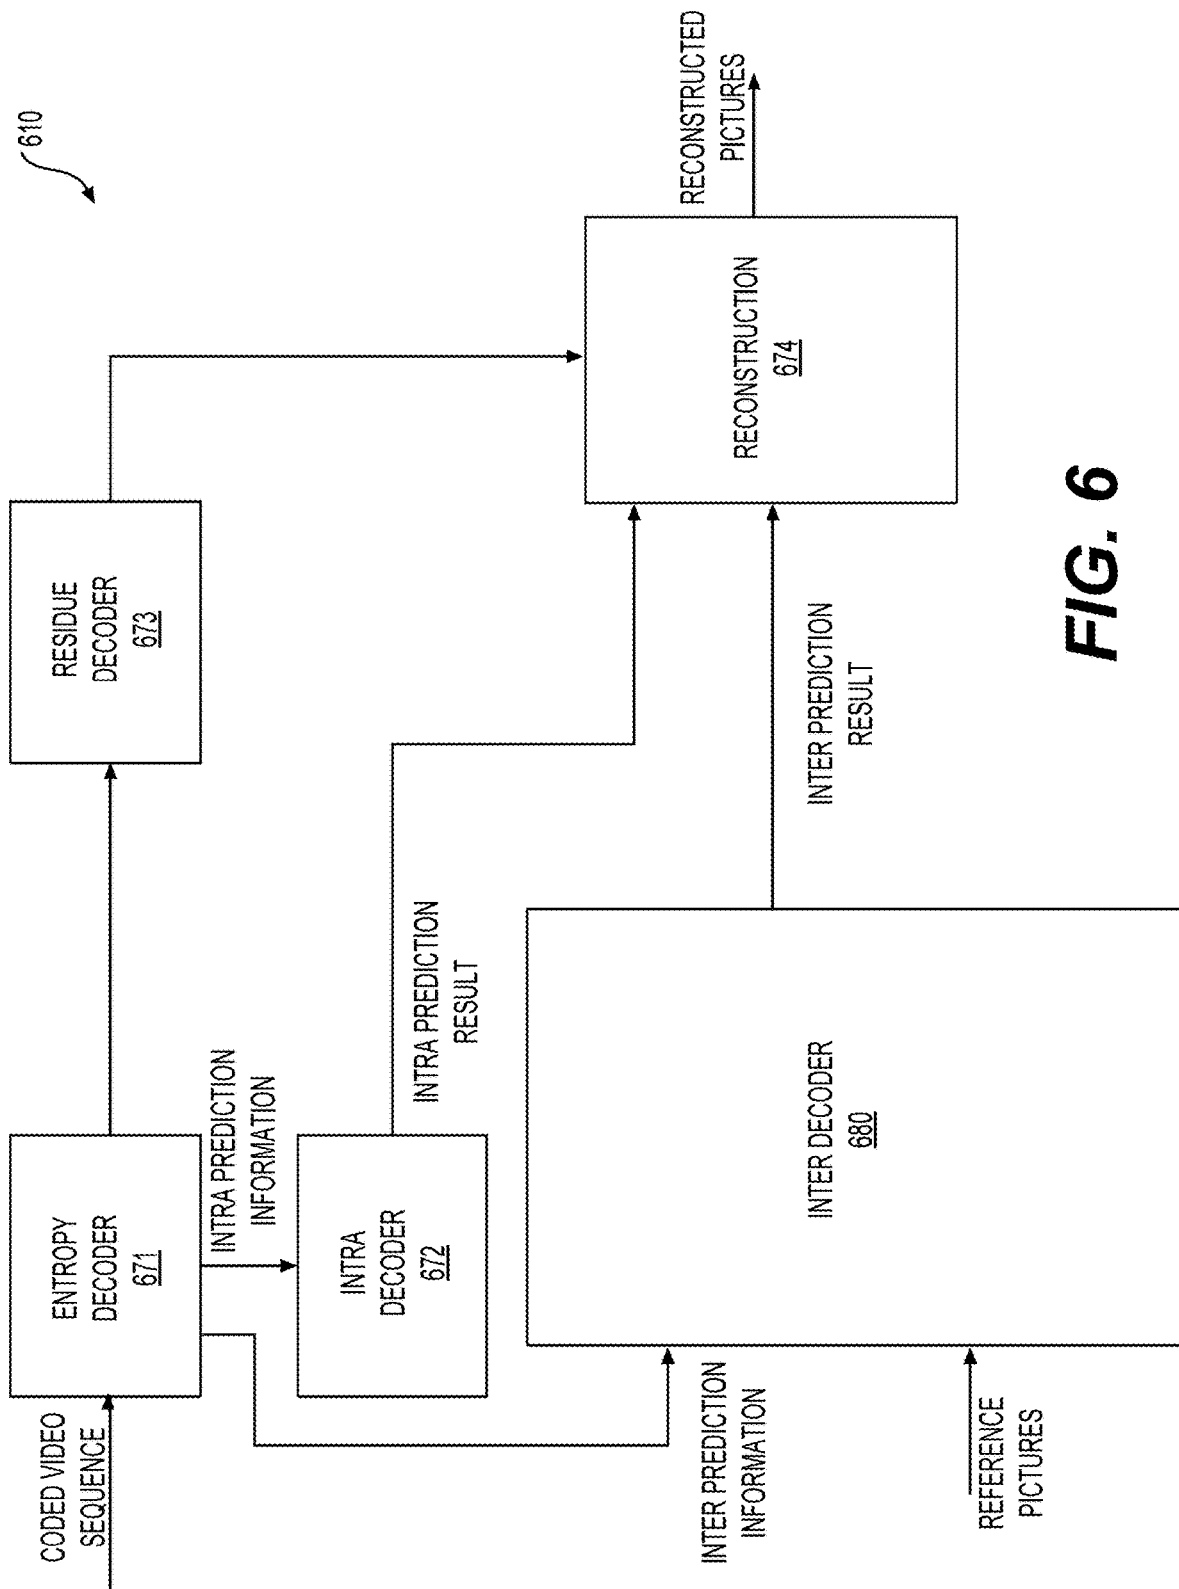 610
CODED VIDEO
SEQUENCE
ENTROPY
DECODER
671
RESIDUE
DECODER
673
INTRA PREDICTION
INFORMATION
INTRA
DECODER
672
INTRA PREDICTION
RESULT
INTER PREDICTION
INFORMATION
REFERENCE
PICTURES
INTER DECODER
680
INTER PREDICTION
RESULT
RECONSTRUCTION
674
RECONSTRUCTED
PICTURES
FIG. 6